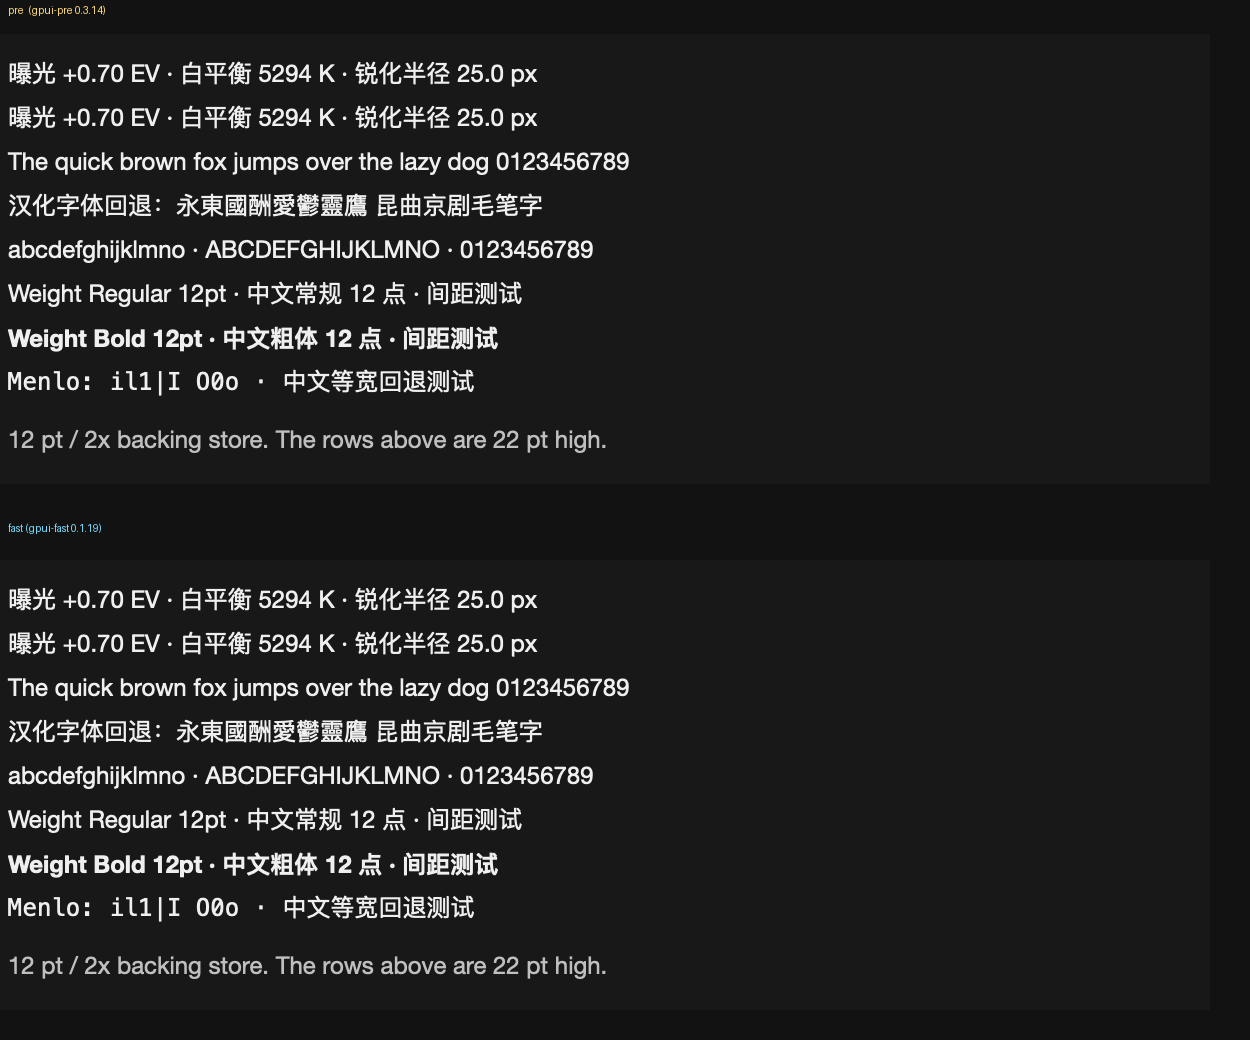 pre (gpui-pre 0.3.14)
曝光 +0.70 EV · 白平衡 5294 K · 锐化半径 25.0 px
曝光 +0.70 EV · 白平衡 5294 K · 锐化半径 25.0 px
The quick brown fox jumps over the lazy dog 0123456789
汉化字体回退：永東國酬愛鬱靈鷹 昆曲京剧毛笔字
abcdefghijklmno · ABCDEFGHIJKLMNO · 0123456789
Weight Regular 12pt · 中文常规 12 点 · 间距测试
Weight Bold 12pt · 中文粗体 12 点 · 间距测试
Menlo: il1|I O0o · 中文等宽回退测试
12 pt / 2x backing store. The rows above are 22 pt high.
fast (gpui-fast 0.1.19)
曝光 +0.70 EV · 白平衡 5294 K · 锐化半径 25.0 px
曝光 +0.70 EV · 白平衡 5294 K · 锐化半径 25.0 px
The quick brown fox jumps over the lazy dog 0123456789
汉化字体回退：永東國酬愛鬱靈鷹 昆曲京剧毛笔字
abcdefghijklmno · ABCDEFGHIJKLMNO · 0123456789
Weight Regular 12pt · 中文常规 12 点 · 间距测试
Weight Bold 12pt · 中文粗体 12 点 · 间距测试
Menlo: il1|I O0o · 中文等宽回退测试
12 pt / 2x backing store. The rows above are 22 pt high.